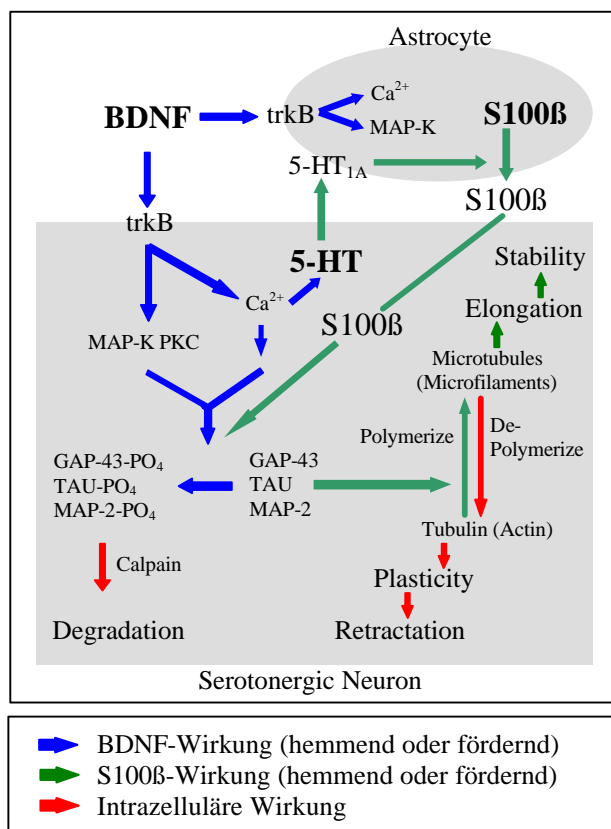 Astrocyte
Ca²⁺
BDNF
trkB
MAP-K
S100ß
5-HT₁A
S100ß
trkB
Stability
5-HT
Ca²⁺
Elongation
S100ß
MAP-K PKC
Microtubules
(Microfilaments)
Polymerize
De-
Polymerize
GAP-43-PO₄
TAU-PO₄
MAP-2-PO₄
GAP-43
TAU
MAP-2
Tubulin (Actin)
Calpain
Plasticity
Degradation
Retractation
Serotonergic Neuron
BDNF-Wirkung (hemmend oder fördernd)
S100ß-Wirkung (hemmend oder fördernd)
Intrazelluläre Wirkung